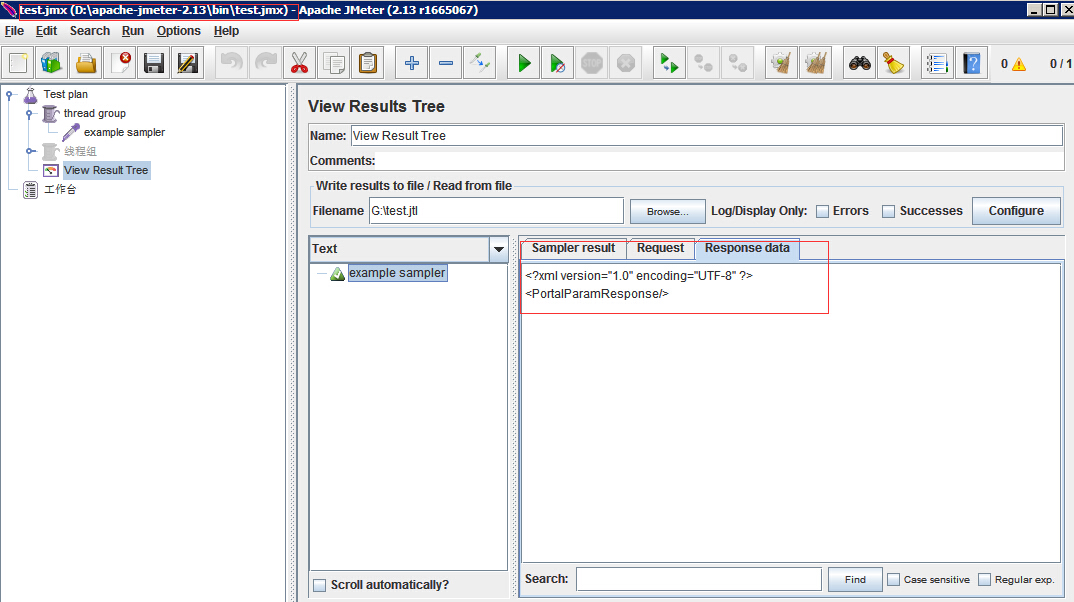 test.jmx (D:\apache-jmeter-2.13\bin\test.jmx) - Apache JMeter (2.13 r1665067)
File Edit Search Run Options Help
STOP 0 0 / 1
Test plan
thread group
example sampler
线程组
View Result Tree
工作台
View Results Tree
Name: View Result Tree
Comments:
Write results to file / Read from file
Filename G:\test.jtl Browse... Log/Display Only: Errors Successes Configure
Text
example sampler
Scroll automatically?
Sampler result Request Response data
<?xml version="1.0" encoding="UTF-8" ?>
<PortalParamResponse/>
Search: Find Case sensitive Regular exp.